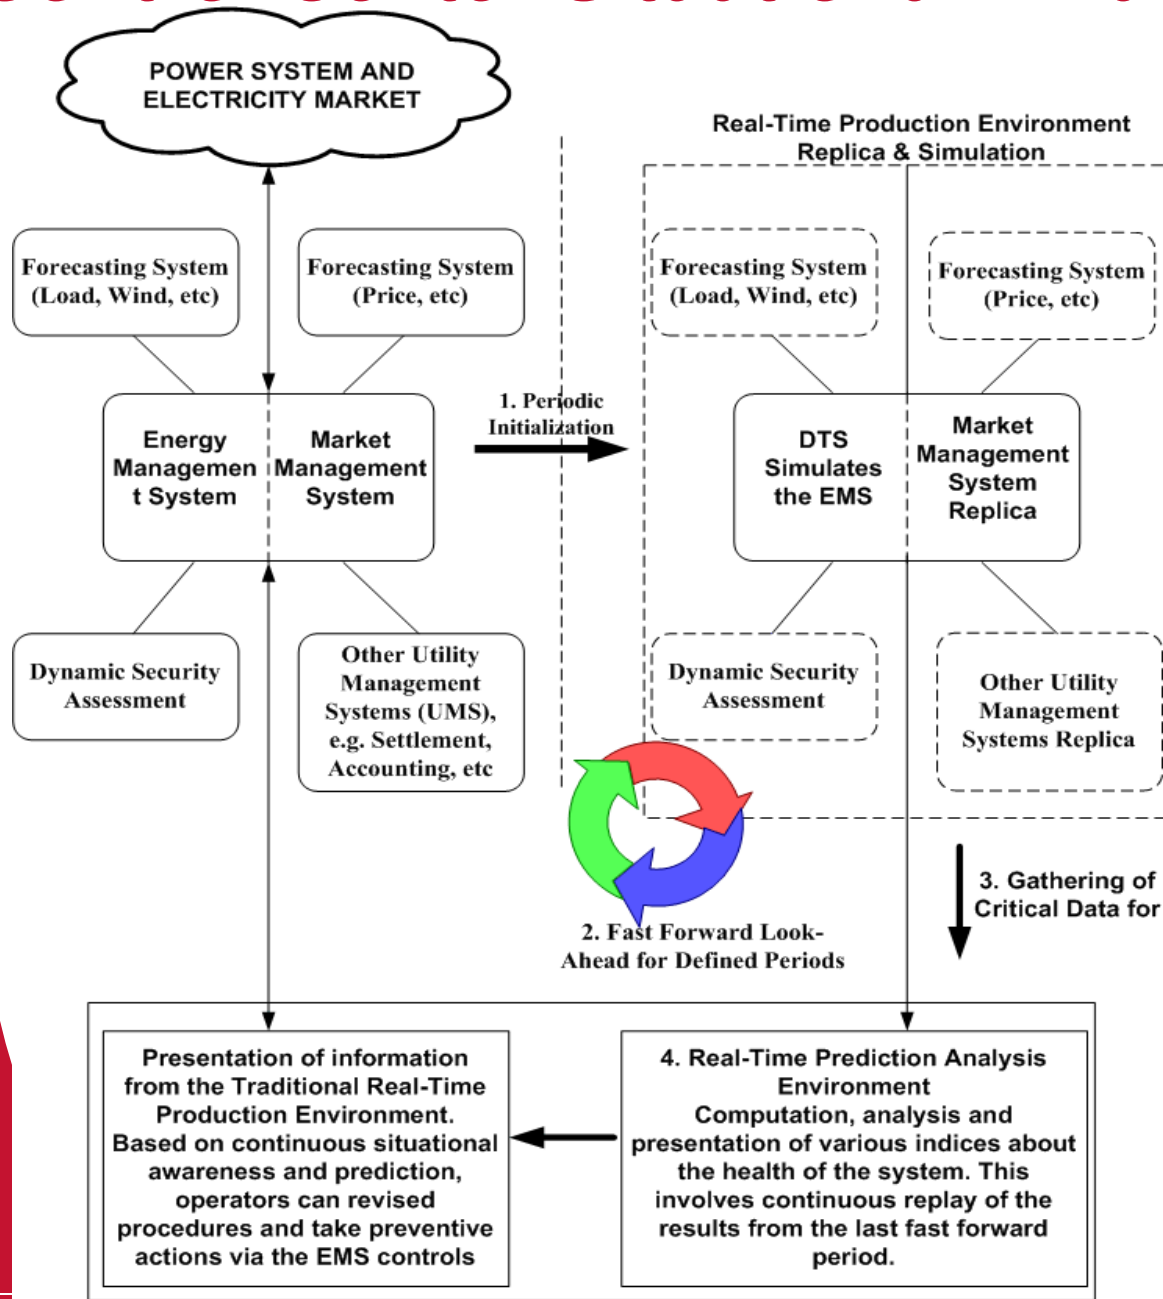 POWER SYSTEM AND
ELECTRICITY MARKET
Real-Time Production Environment
Replica & Simulation
Forecasting System
(Load, Wind, etc)
Forecasting System
(Price, etc)
Forecasting System
(Load, Wind, etc)
Forecasting System
(Price, etc)
Energy
Managemen
t System
Market
Management
System
1. Periodic
Initialization
DTS
Simulates
the EMS
Market
Management
System
Replica
Dynamic Security
Assessment
Other Utility
Management
Systems (UMS),
e.g. Settlement,
Accounting, etc
Dynamic Security
Assessment
Other Utility
Management
Systems Replica
2. Fast Forward Look-
Ahead for Defined Periods
3. Gathering of
Critical Data for
Presentation of information
from the Traditional Real-Time
Production Environment.
Based on continuous situational
awareness and prediction,
operators can revised
procedures and take preventive
actions via the EMS controls
4. Real-Time Prediction Analysis
Environment
Computation, analysis and
presentation of various indices about
the health of the system. This
involves continuous replay of the
results from the last fast forward
period.